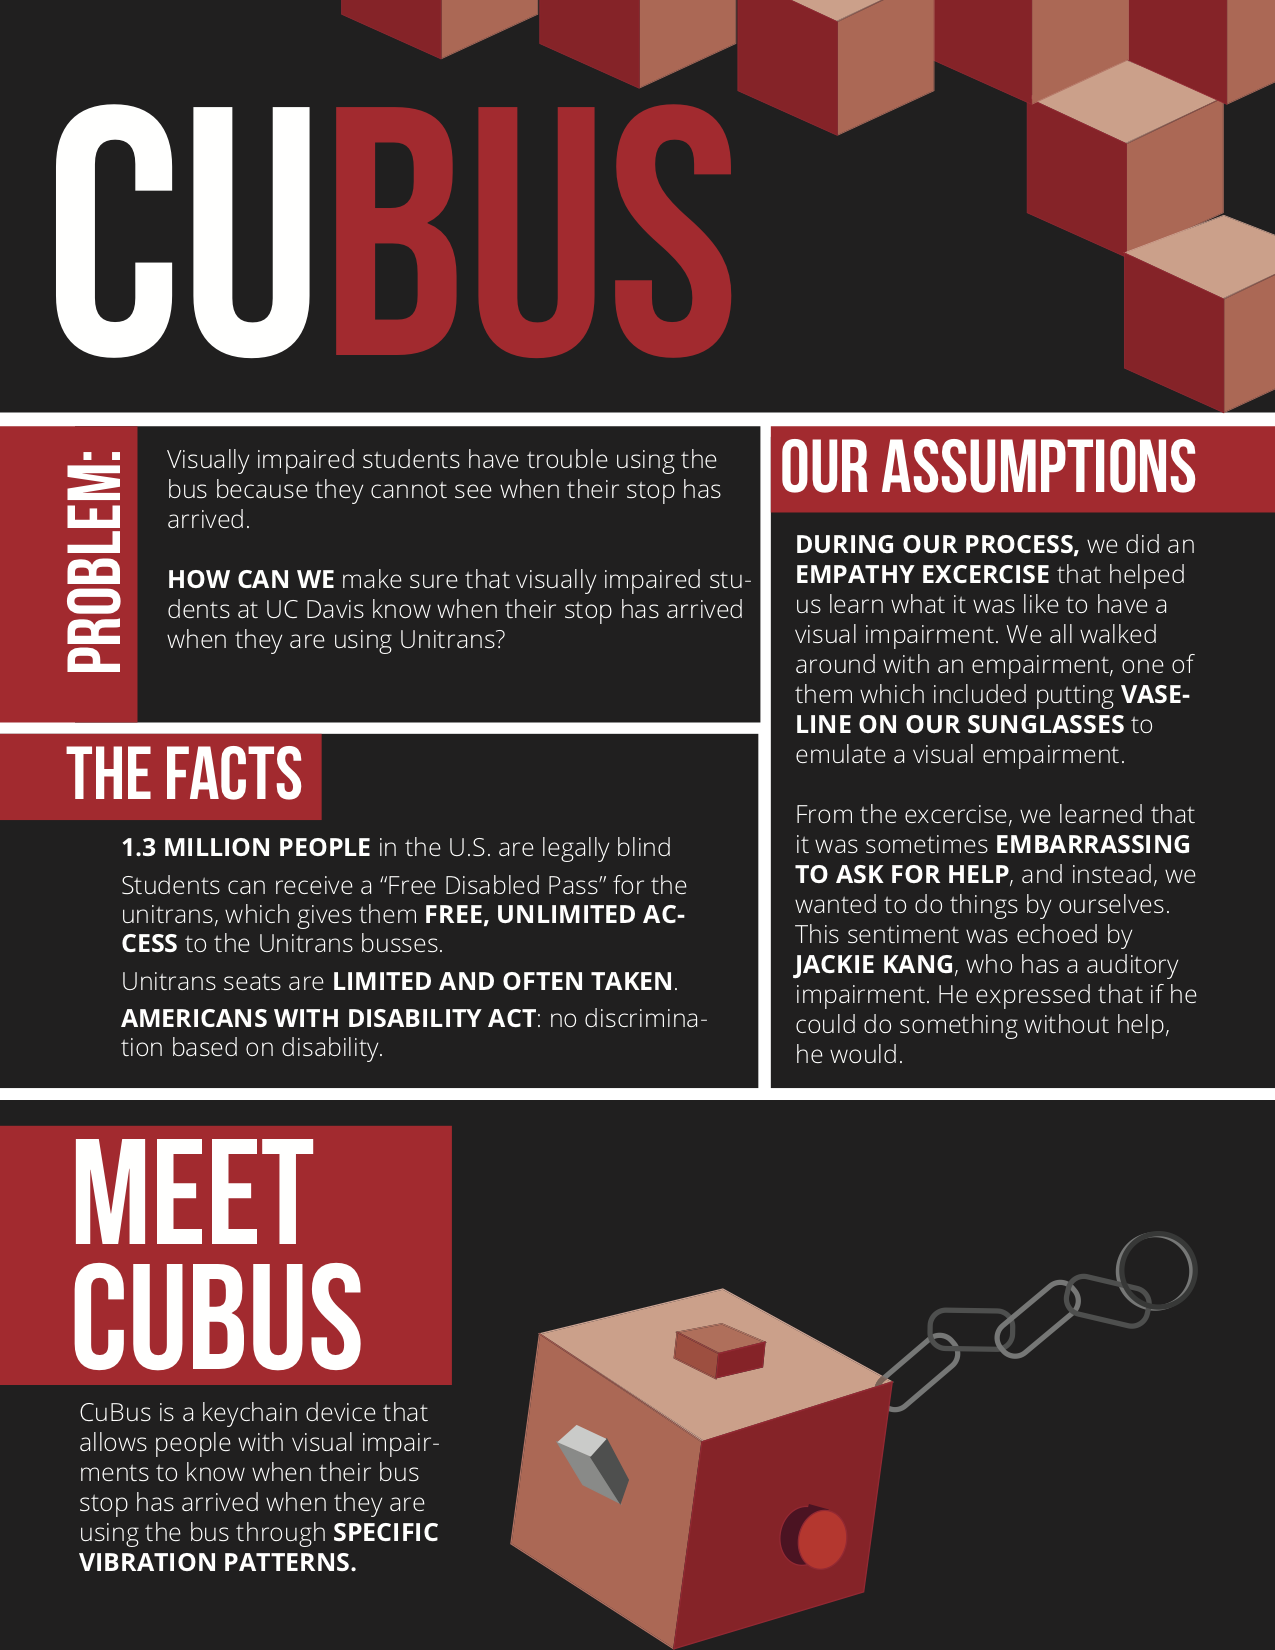 CUBUS
PROBLEM:
Visually impaired students have trouble using the
bus because they cannot see when their stop has
arrived.
HOW CAN WE make sure that visually impaired stu-
dents at UC Davis know when their stop has arrived
when they are using Unitrans?
THE FACTS
1.3 MILLION PEOPLE in the U.S. are legally blind
Students can receive a “Free Disabled Pass” for the
unitrans, which gives them FREE, UNLIMITED AC-
CESS to the Unitrans busses.
Unitrans seats are LIMITED AND OFTEN TAKEN.
AMERICANS WITH DISABILITY ACT: no discrimina-
tion based on disability.
OUR ASSUMPTIONS
DURING OUR PROCESS, we did an
EMPATHY EXCERCISE that helped
us learn what it was like to have a
visual impairment. We all walked
around with an empairment, one of
them which included putting VASE-
LINE ON OUR SUNGLASSES to
emulate a visual empairment.
From the excercise, we learned that
it was sometimes EMBARRASSING
TO ASK FOR HELP, and instead, we
wanted to do things by ourselves.
This sentiment was echoed by
JACKIE KANG, who has a auditory
impairment. He expressed that if he
could do something without help,
he would.
MEET
CUBUS
CuBus is a keychain device that
allows people with visual impair-
ments to know when their bus
stop has arrived when they are
using the bus through SPECIFIC
VIBRATION PATTERNS.